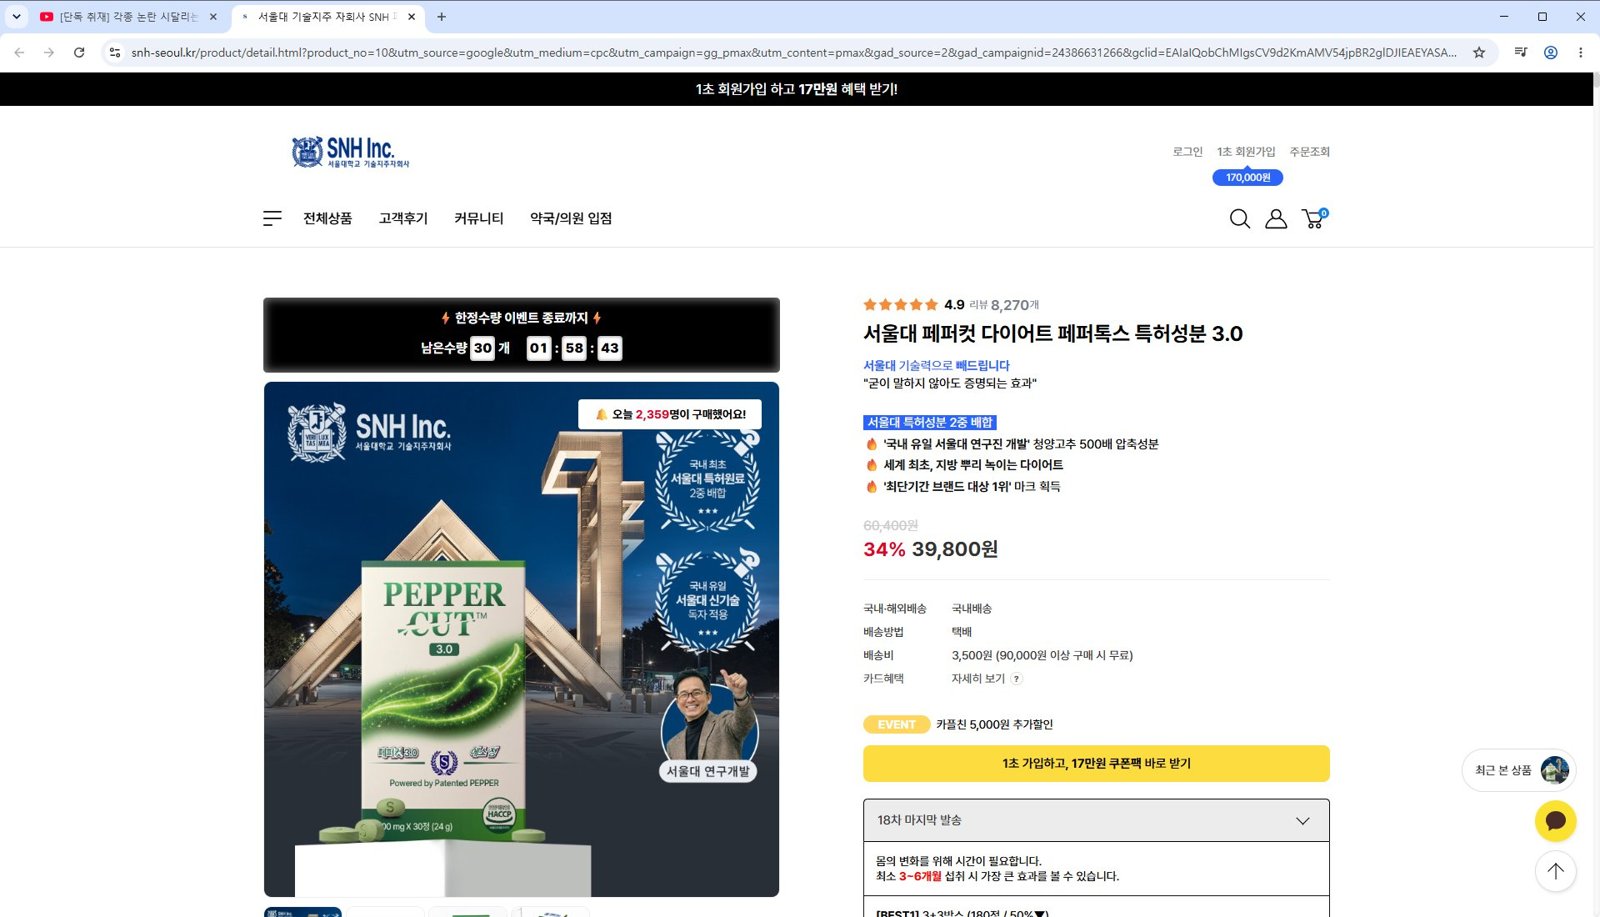 [단독 취재] 각종 논란 시달리는
서울대 기술지주 자회사 SNH
snh-seoul.kr/product/detail.html?product_no=10&utm_source=google&utm_medium=cpc&utm_campaign=gg_pmax&utm_content=pmax&gad_source=2&gad_campaignid=24386631266&gclid=EAIaIQobChMIgsCV9d2KmAMV54jpBR2glDJIEAEYASA...
1초 회원가입 하고 17만원 혜택 받기!
SNH Inc.
서울대학교 기술지주자회사
로그인 1초 회원가입 주문조회
170,000원
전체상품 고객후기 커뮤니티 약국/의원 입점
0
한정수량 이벤트 종료까지
남은수량 30 개 01 : 58 : 43
SNH Inc.
서울대학교 기술지주자회사
오늘 2,359명이 구매했어요!
국내 최초
서울대 특허원료
2중 배합
국내 유일
서울대 신기술
독자 적용
PEPPER
CUT™
3.0
Powered by Patented PEPPER
HACCP
00 mg X 30정 (24 g)
서울대 연구개발
4.9 리뷰 8,270개
서울대 페퍼컷 다이어트 페퍼톡스 특허성분 3.0
서울대 기술력으로 빼드립니다
"굳이 말하지 않아도 증명되는 효과"
서울대 특허성분 2중 배합
'국내 유일 서울대 연구진 개발' 청양고추 500배 압축성분
세계 최초, 지방 뿌리 녹이는 다이어트
'최단기간 브랜드 대상 1위' 마크 획득
60,400원
34% 39,800원
국내·해외배송 국내배송
배송방법 택배
배송비 3,500원 (90,000원 이상 구매 시 무료)
카드혜택 자세히 보기 ?
EVENT 카플친 5,000원 추가할인
1초 가입하고, 17만원 쿠폰팩 바로 받기
18차 마지막 발송
몸의 변화를 위해 시간이 필요합니다.
최소 3~6개월 섭취 시 가장 큰 효과를 볼 수 있습니다.
[BEST1] 3+3박스 (180정 / 50%▼)
최근 본 상품